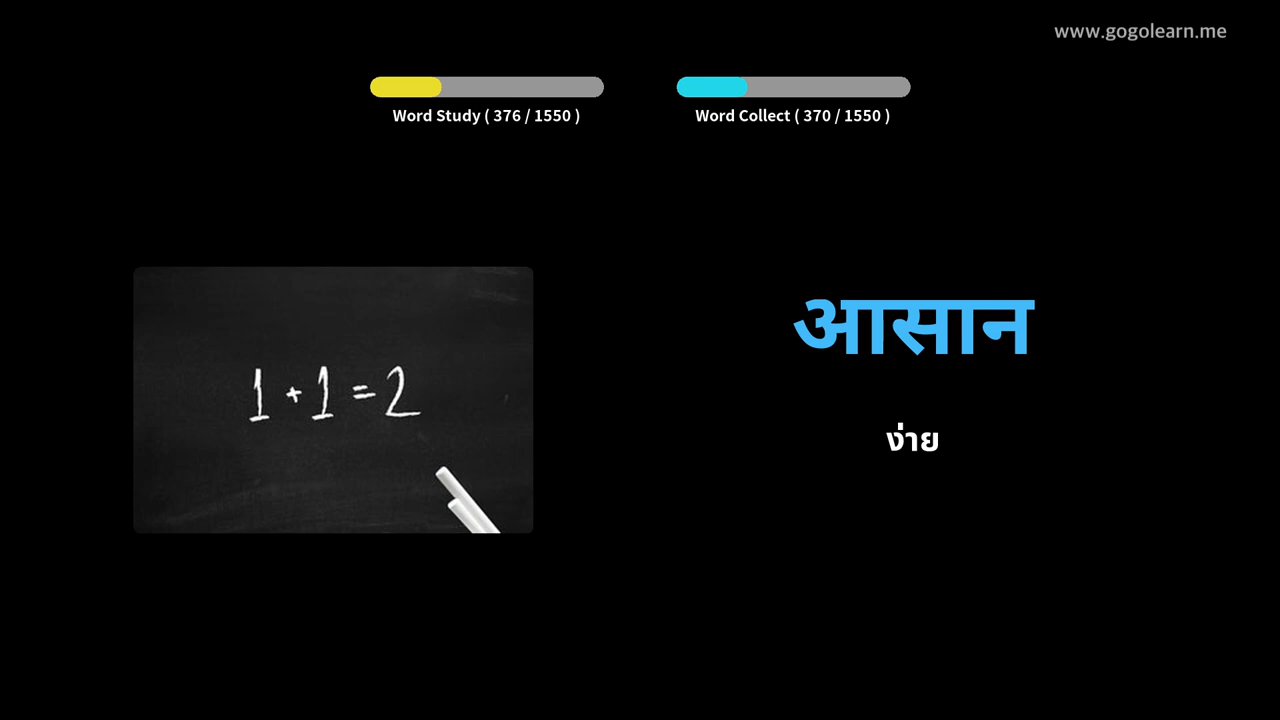 www.gogolearn.me
Word Study ( 376 / 1550 )
Word Collect ( 370 / 1550 )
1 + 1 = 2
आसान
ง่าย